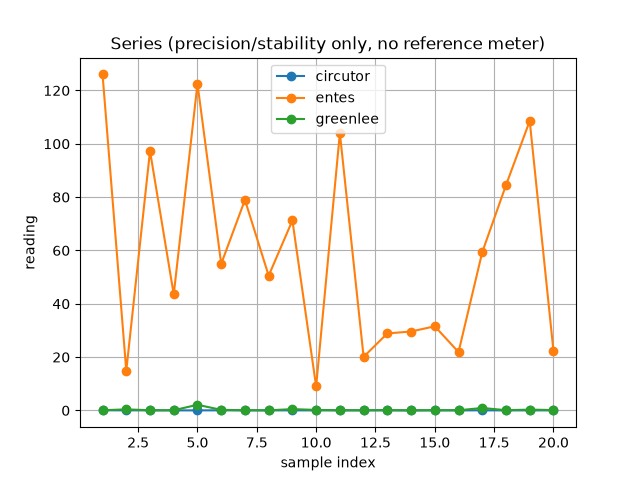 Series (precision/stability only, no reference meter)
circutor
entes
greenlee
reading
120
100
80
60
40
20
0
2.5 5.0 7.5 10.0 12.5 15.0 17.5 20.0
sample index